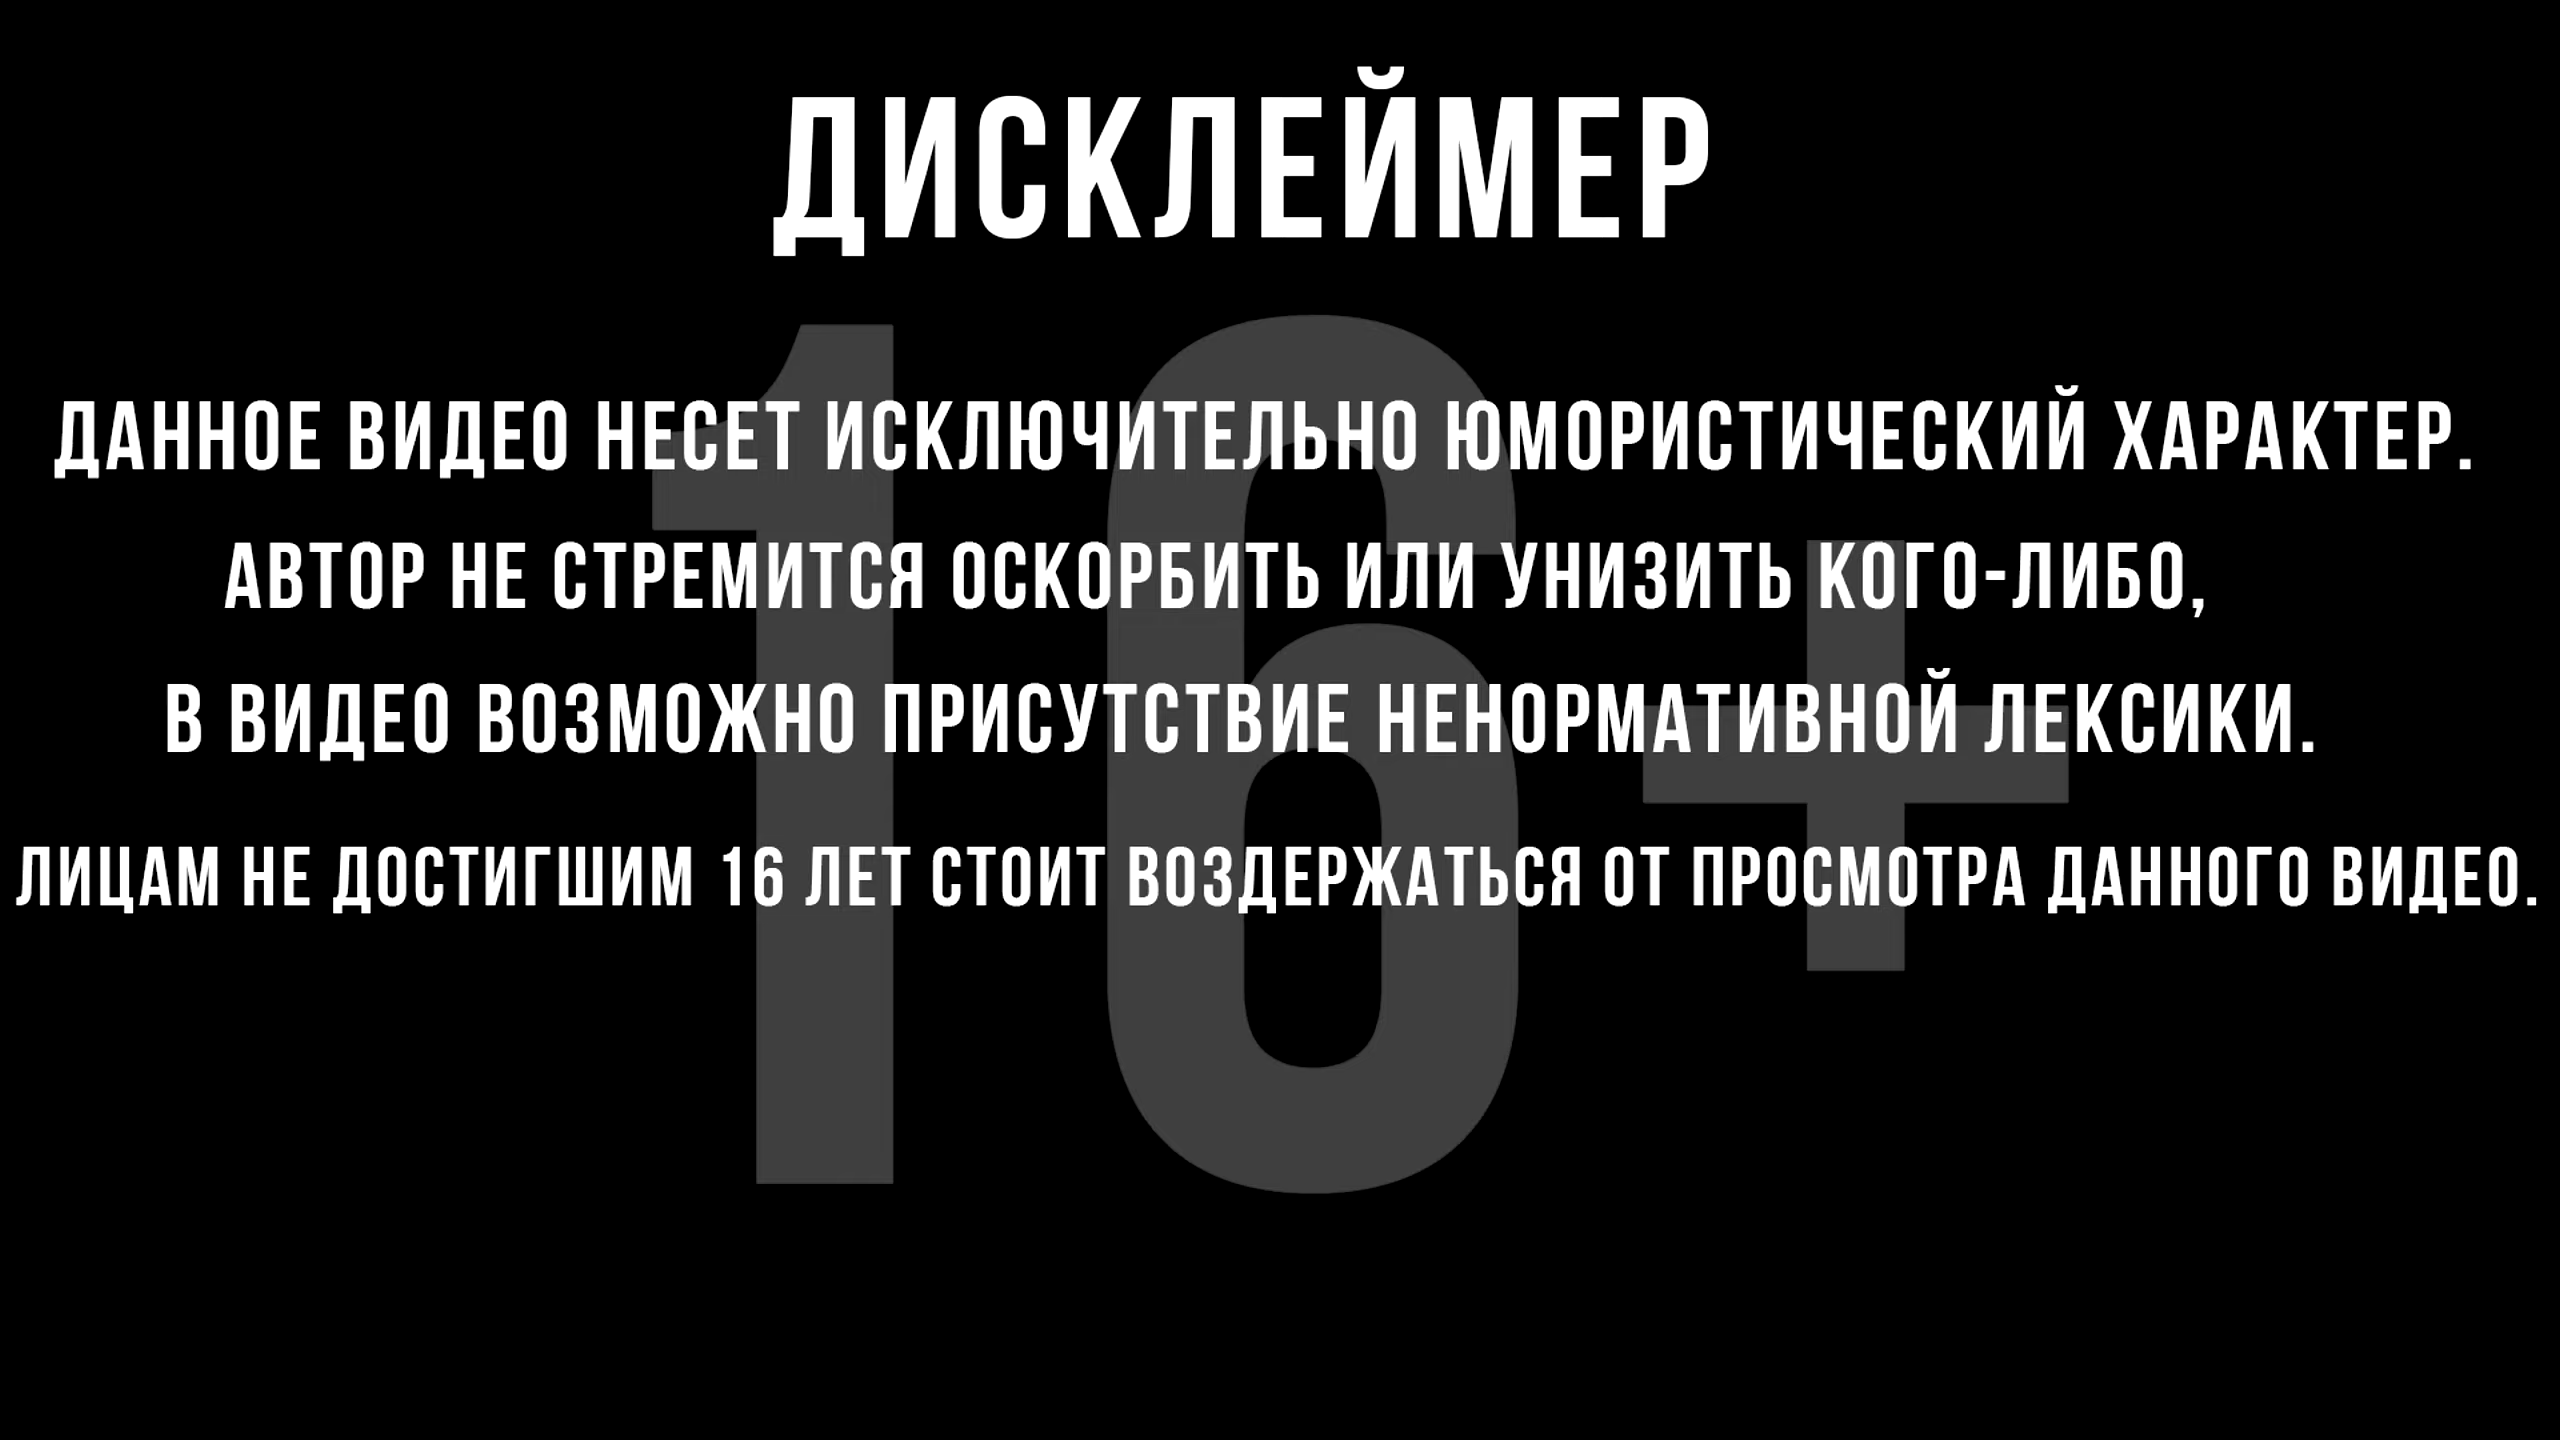 ДИСКЛЕЙМЕР
ДАННОЕ ВИДЕО НЕСЕТ ИСКЛЮЧИТЕЛЬНО ЮМОРИСТИЧЕСКИЙ ХАРАКТЕР.
АВТОР НЕ СТРЕМИТСЯ ОСКОРБИТЬ ИЛИ УНИЗИТЬ КОГО-ЛИБО,
В ВИДЕО ВОЗМОЖНО ПРИСУТСТВИЕ НЕНОРМАТИВНОЙ ЛЕКСИКИ.
ЛИЦАМ НЕ ДОСТИГШИМ 16 ЛЕТ СТОИТ ВОЗДЕРЖАТЬСЯ ОТ ПРОСМОТРА ДАННОГО ВИДЕО.
16+